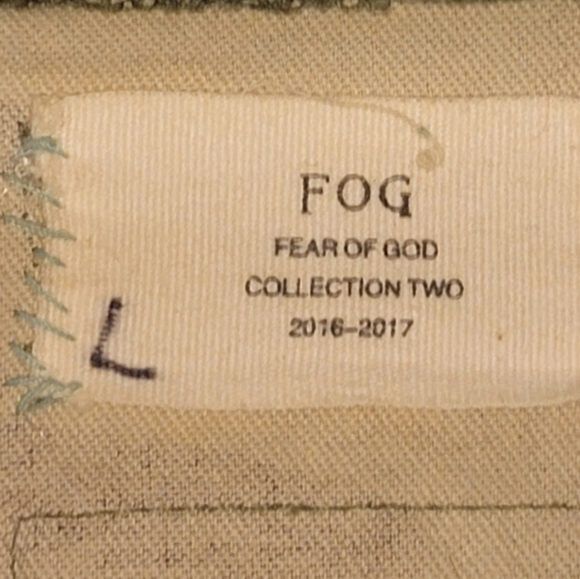 FOG
FEAR OF GOD
COLLECTION TWO
2016–2017
L